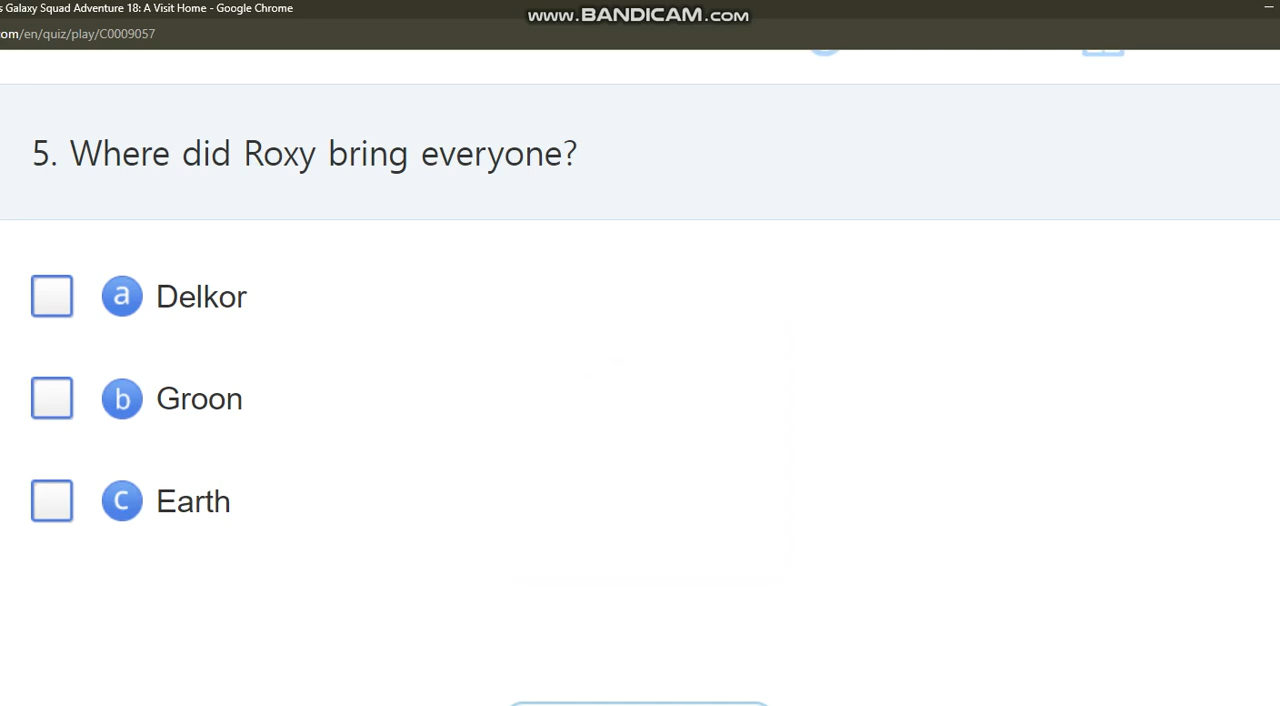 s Galaxy Squad Adventure 18: A Visit Home - Google Chrome
www.BANDICAM.com
om/en/quiz/play/C0009057
5. Where did Roxy bring everyone?
a Delkor
b Groon
c Earth